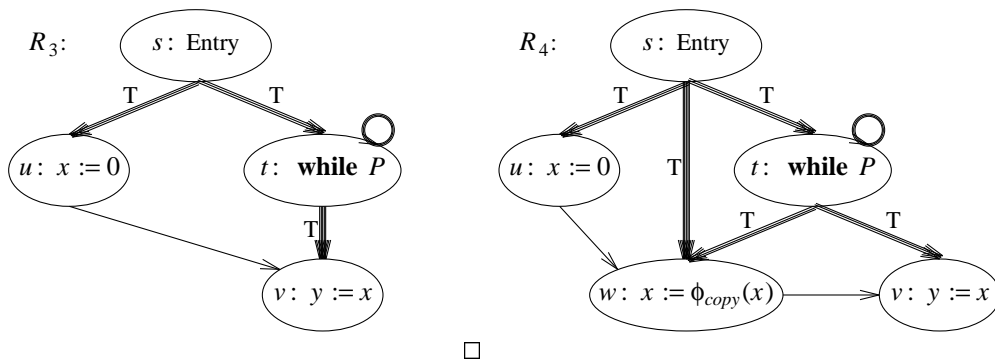 R3: s: Entry
T T
u: x := 0 t: while P
T
v: y := x
R4: s: Entry
T T
u: x := 0 T t: while P
T T
w: x := ϕcopy(x) v: y := x